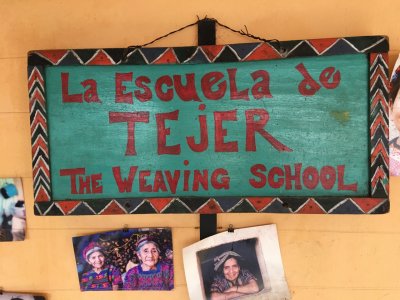 La Escuela de
TEJER
THE WEAVING SCHOOL